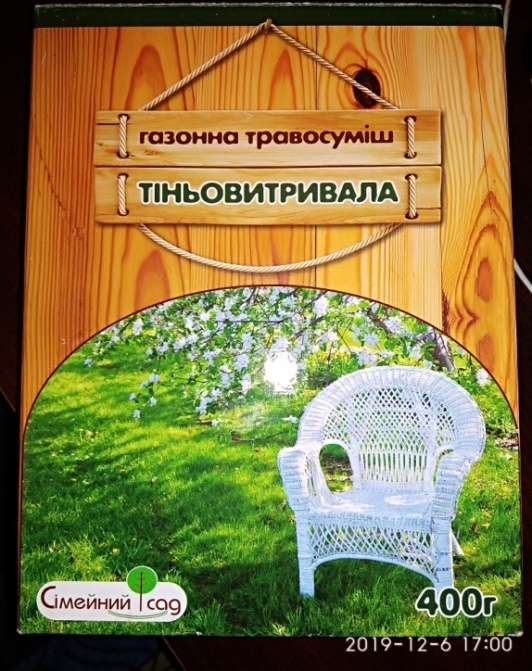 газонна травосуміш
ТІНЬОВИТРИВАЛА
Сімейний сад
400г
2019-12-6 17:00